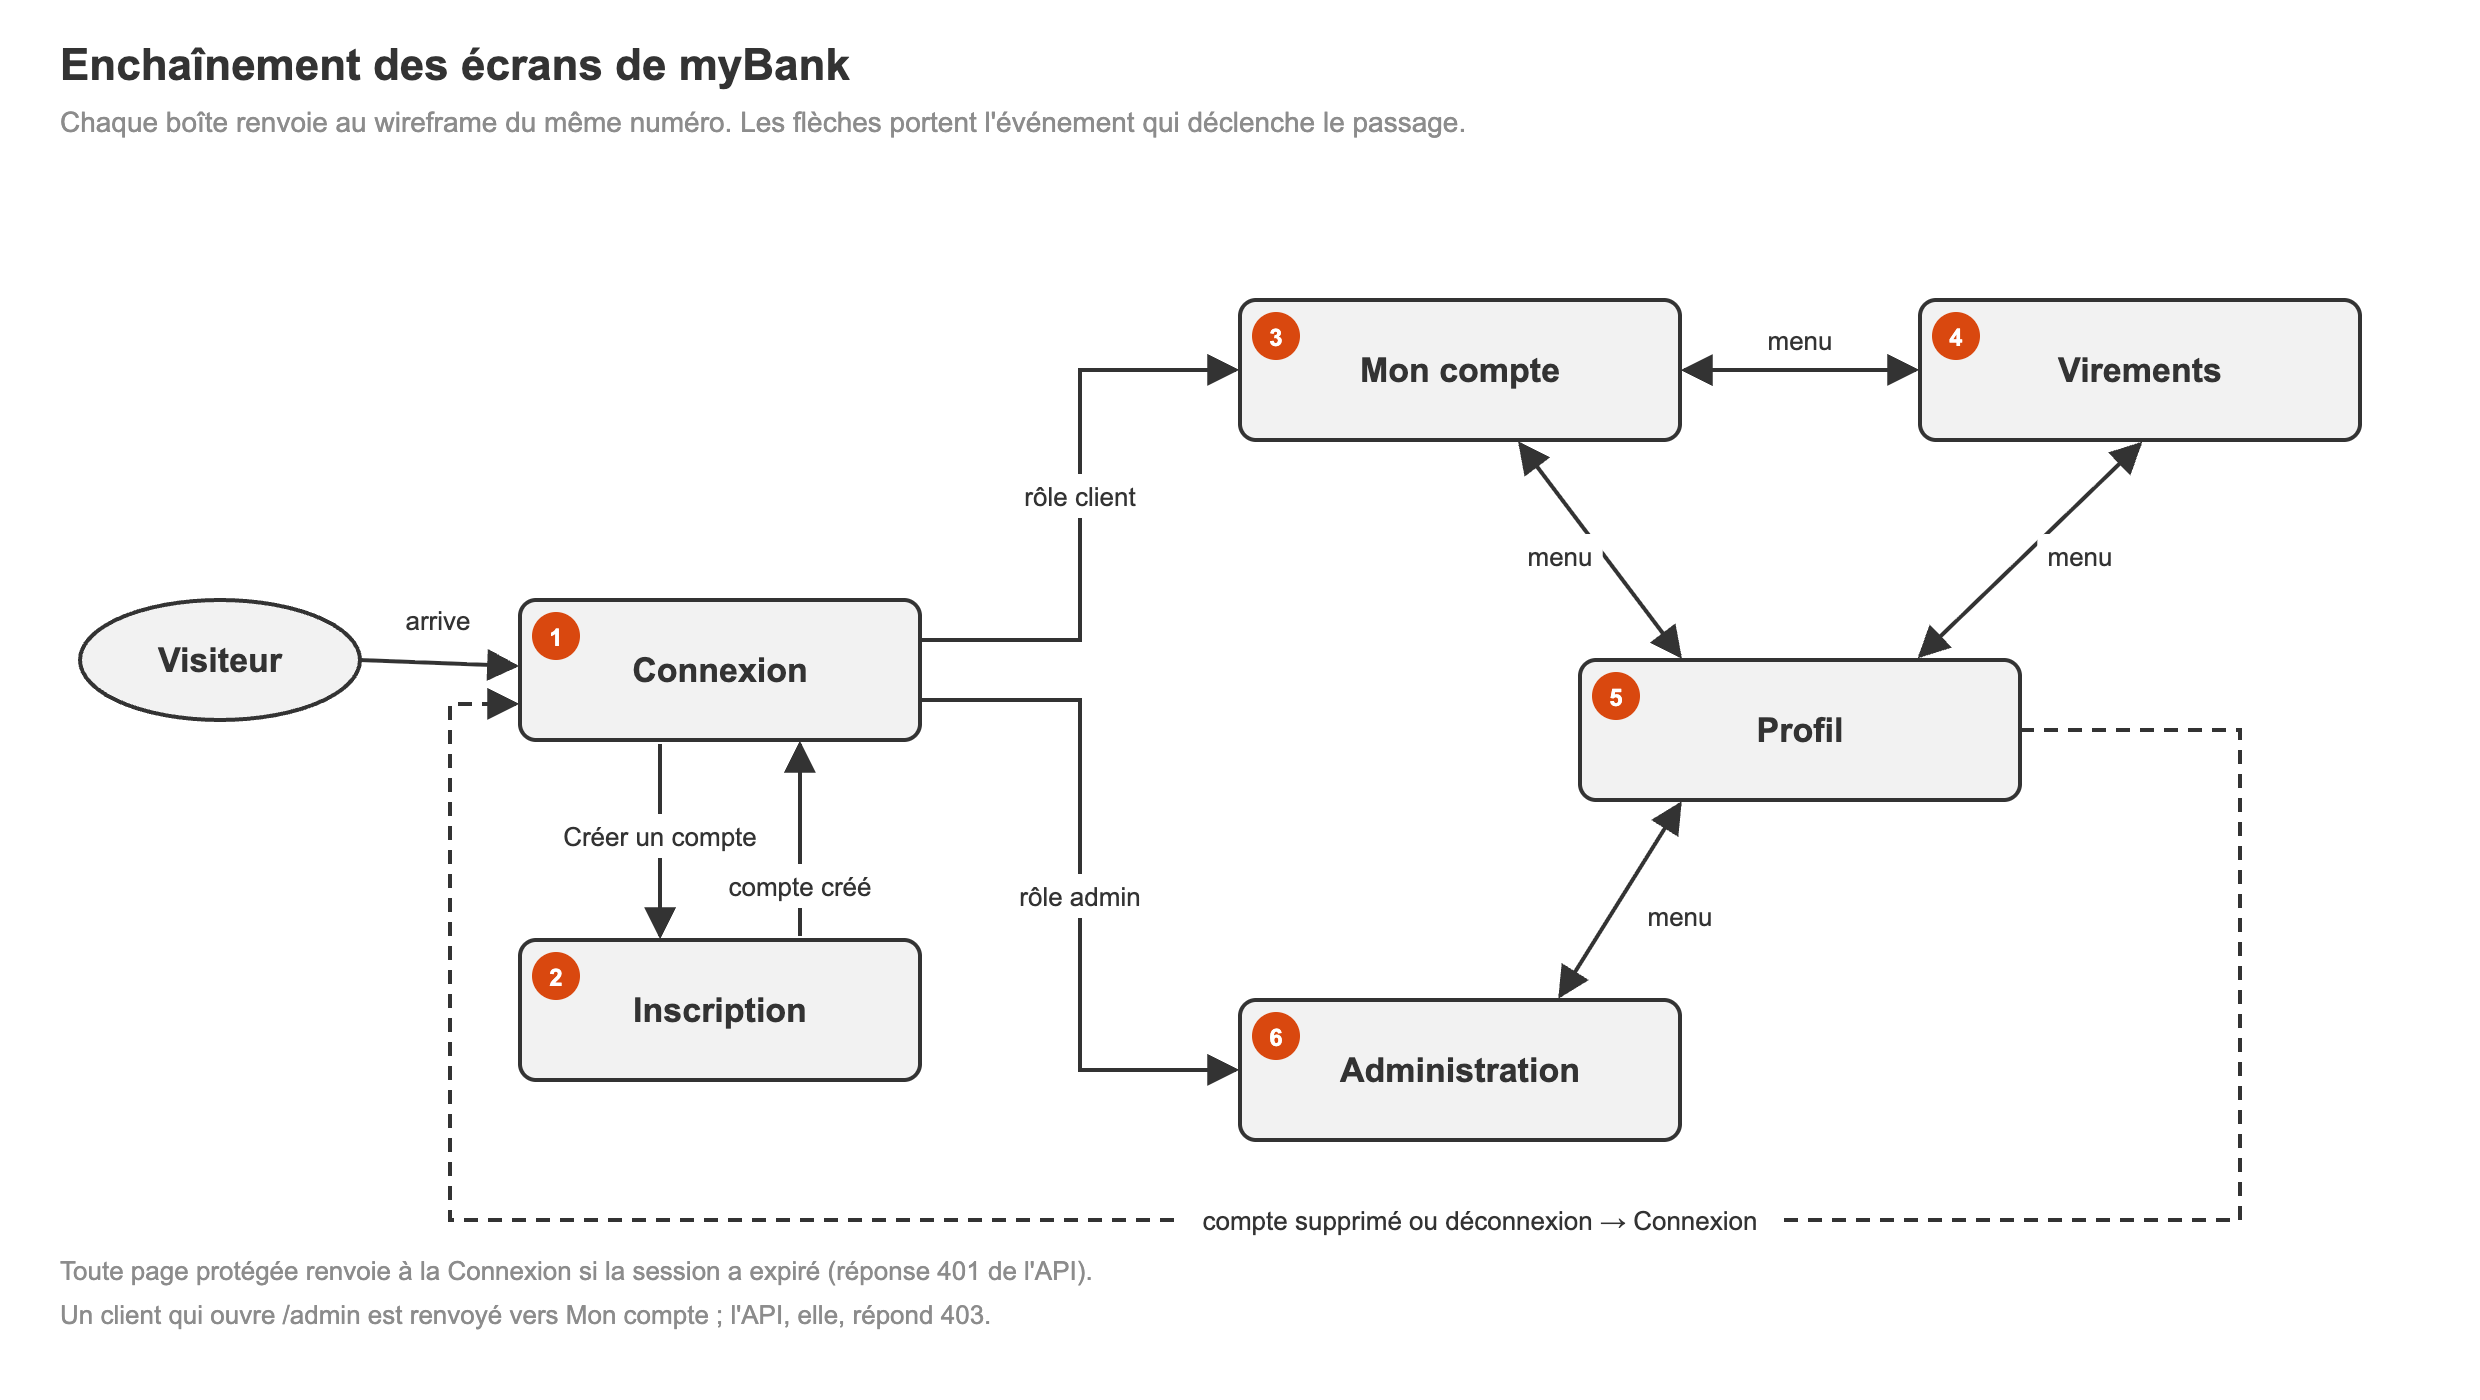 Enchaînement des écrans de myBank
Chaque boîte renvoie au wireframe du même numéro. Les flèches portent l'événement qui déclenche le passage.
3
Mon compte
menu
4
Virements
rôle client
menu
menu
Visiteur
arrive
1
Connexion
5
Profil
Créer un compte
compte créé
rôle admin
menu
2
Inscription
6
Administration
compte supprimé ou déconnexion → Connexion
Toute page protégée renvoie à la Connexion si la session a expiré (réponse 401 de l'API).
Un client qui ouvre /admin est renvoyé vers Mon compte ; l'API, elle, répond 403.